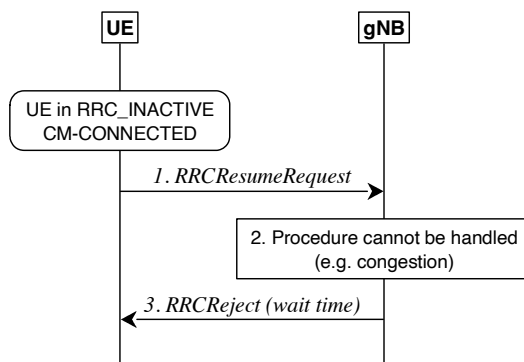 UE
gNB
UE in RRC_INACTIVE
CM-CONNECTED
1. RRCResumeRequest
2. Procedure cannot be handled
(e.g. congestion)
3. RRCReject (wait time)